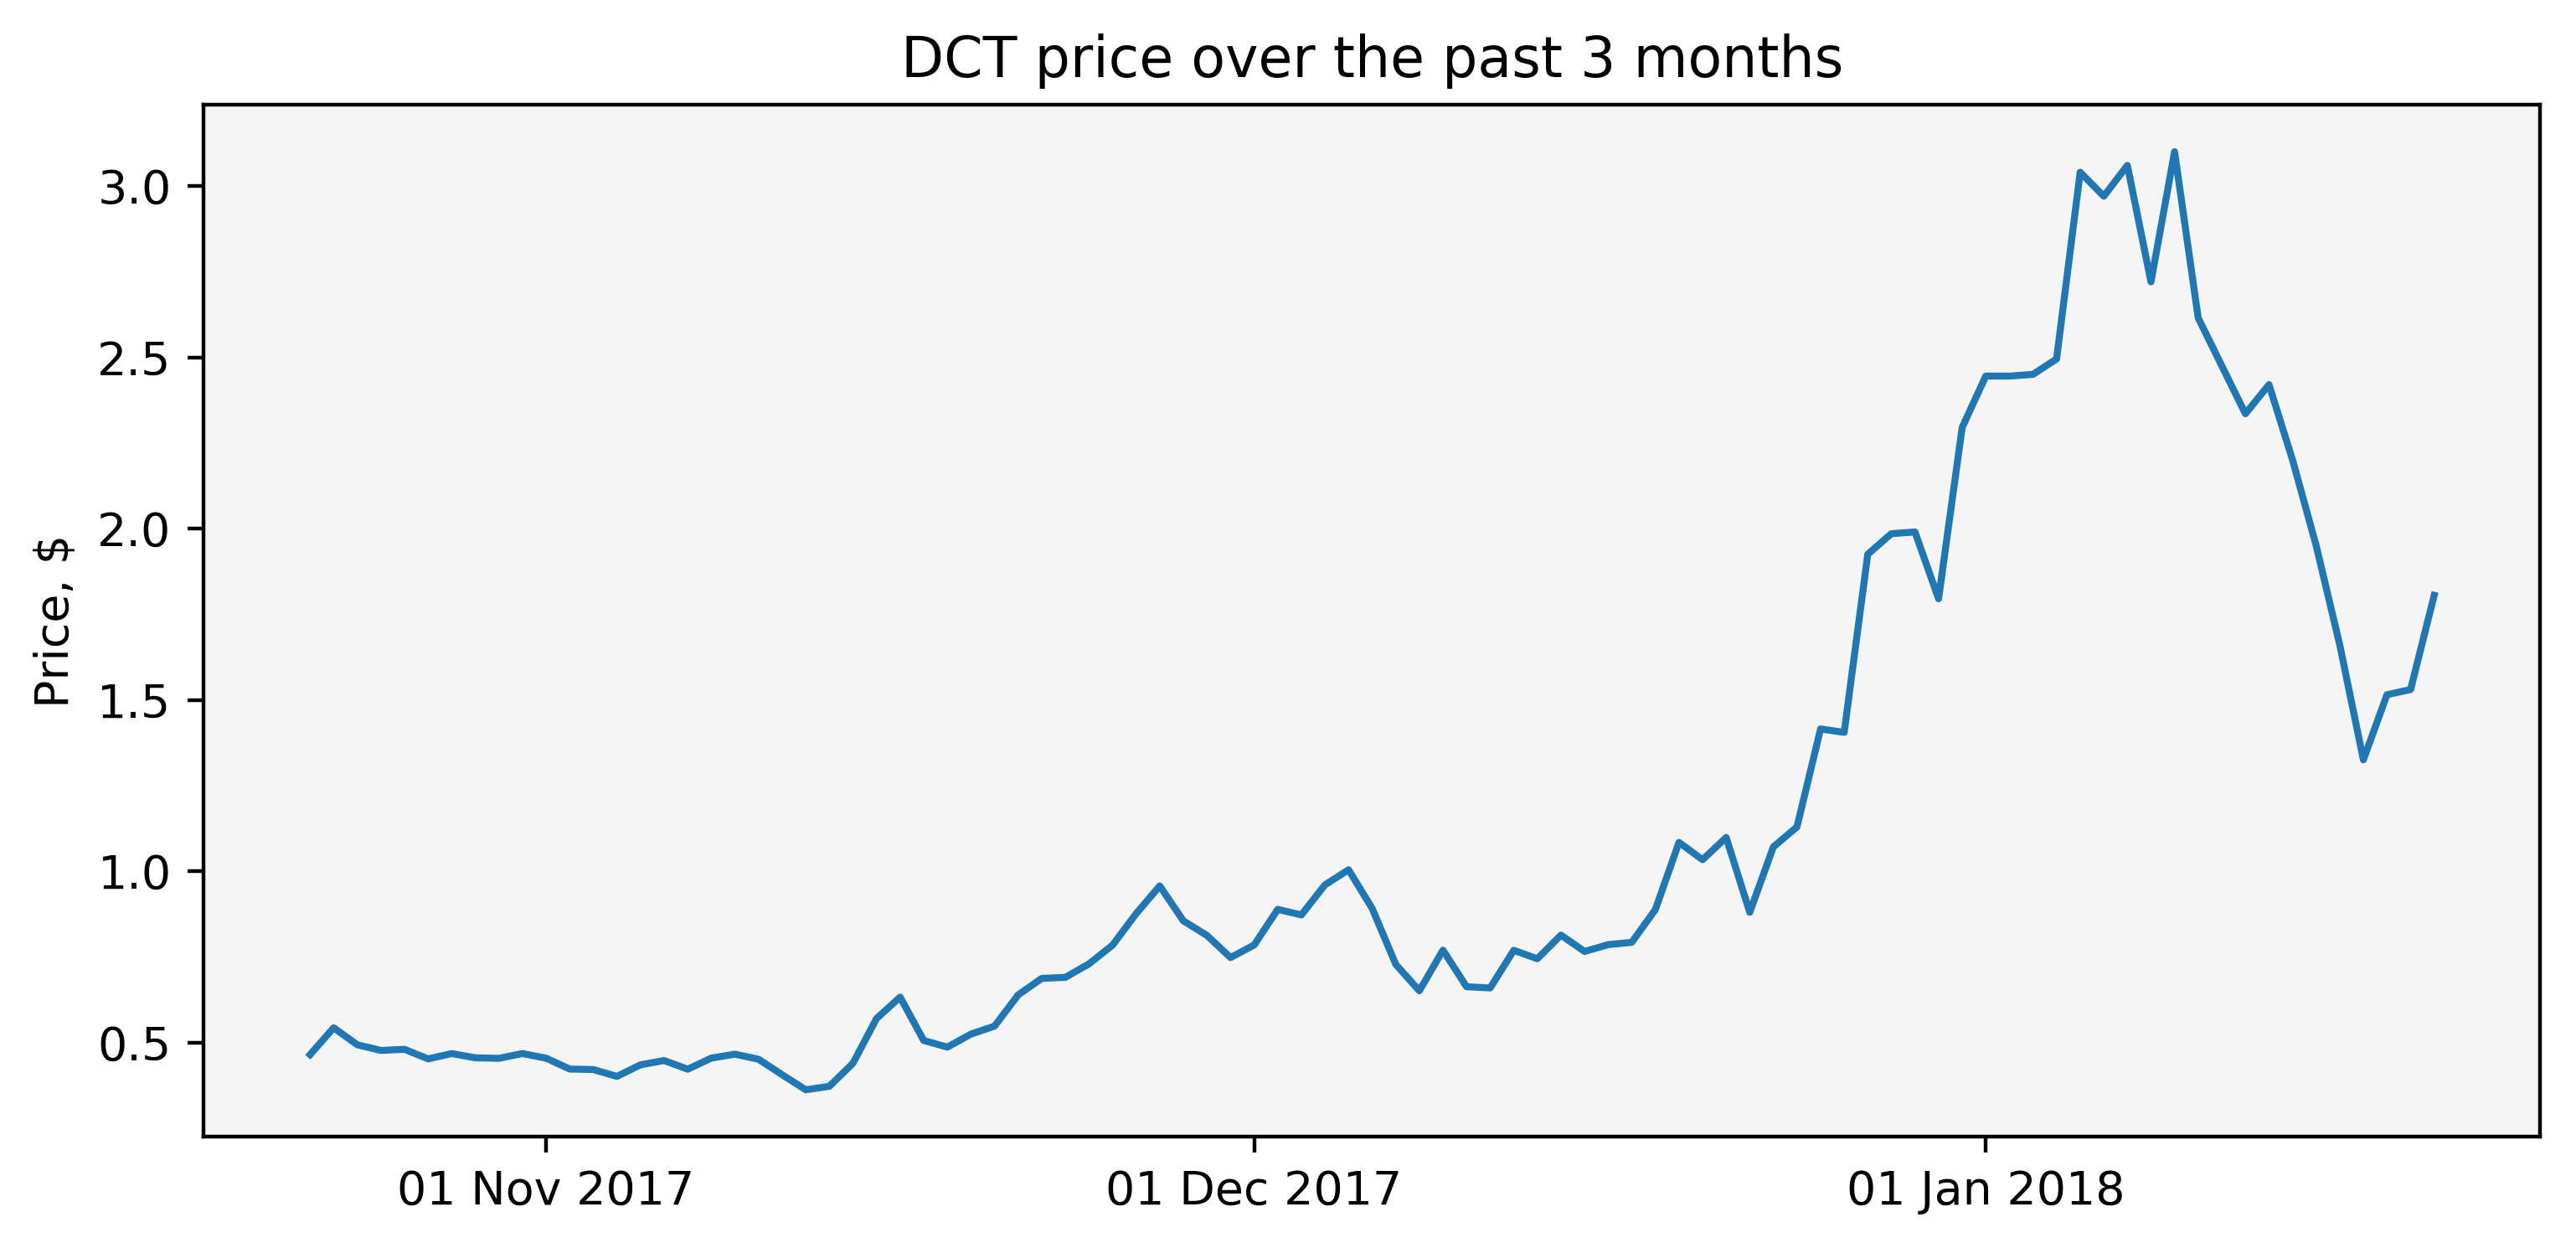 DCT price over the past 3 months
Price, $
3.0
2.5
2.0
1.5
1.0
0.5
01 Nov 2017
01 Dec 2017
01 Jan 2018